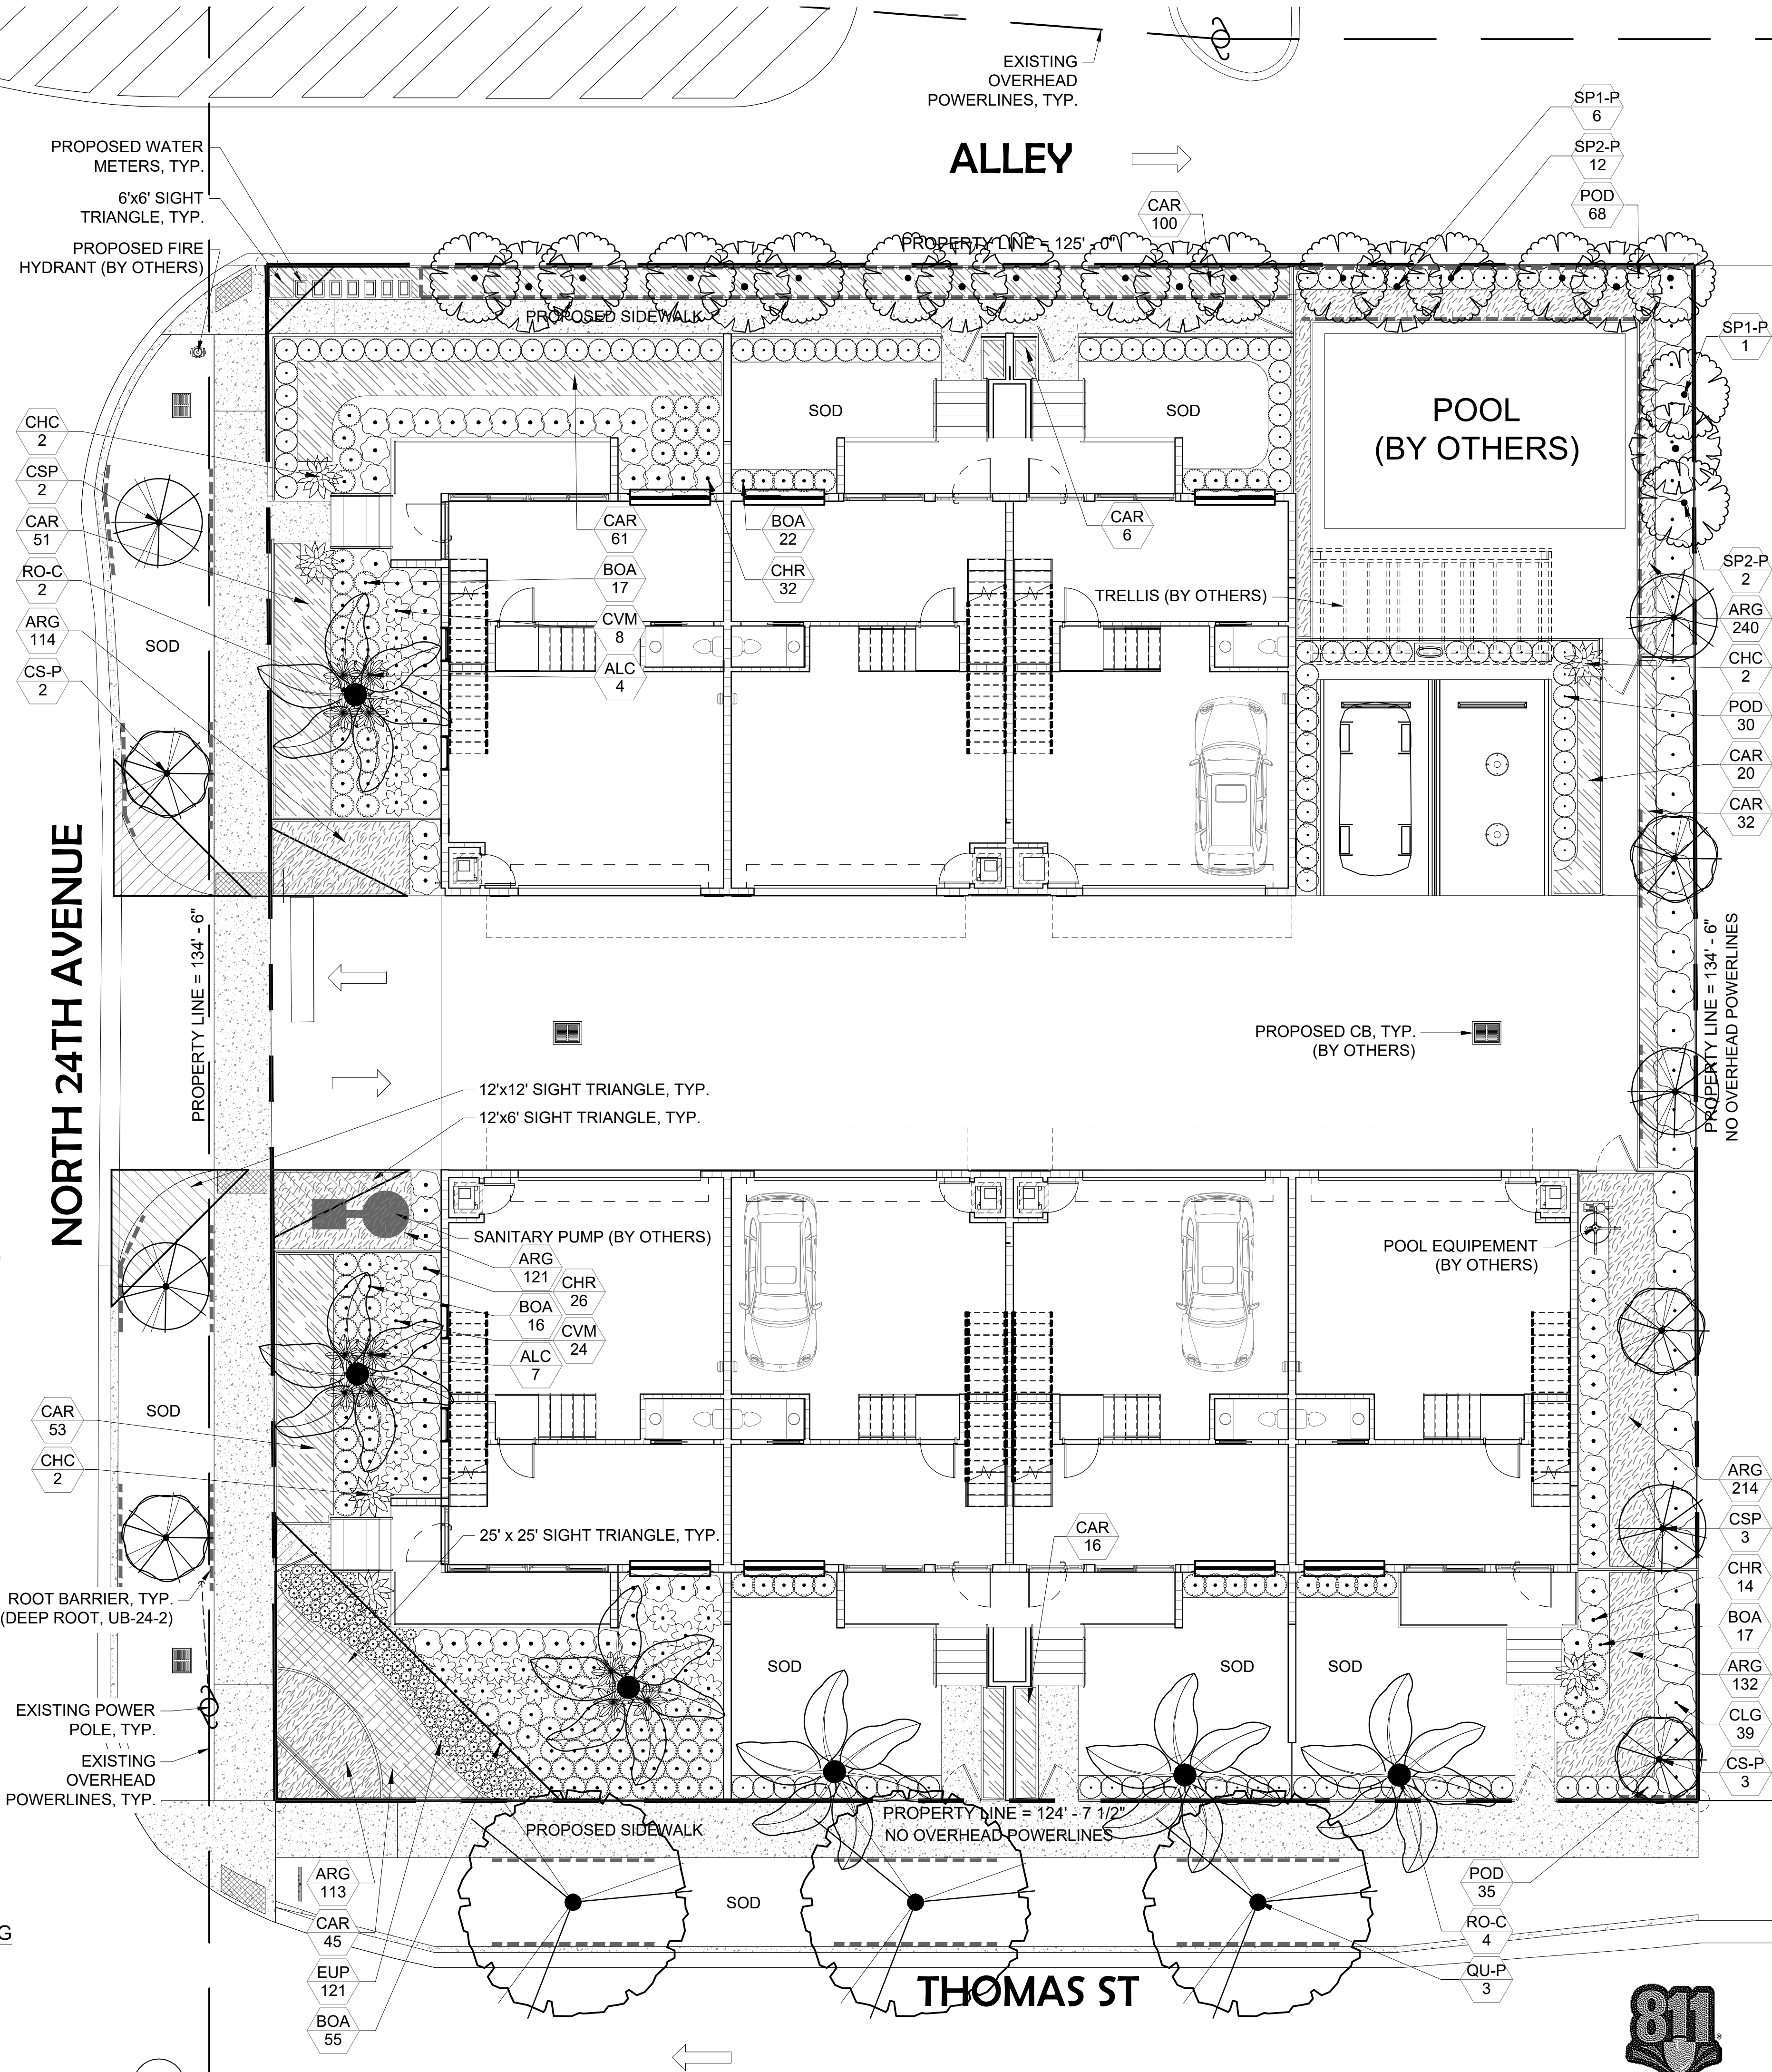 EXISTING
OVERHEAD
POWERLINES, TYP.
ALLEY
PROPOSED WATER
METERS, TYP.
6'x6' SIGHT
TRIANGLE, TYP.
PROPOSED FIRE
HYDRANT (BY OTHERS)
SP1-P
6
SP2-P
12
POD
68
CAR
100
PROPERTY LINE = 125' - 0"
PROPOSED SIDEWALK
SP1-P
1
SOD
SOD
POOL
(BY OTHERS)
CHC
2
CSP
2
CAR
51
RO-C
2
ARG
114
CS-P
2
SOD
CAR
61
BOA
17
CVM
8
ALC
4
BOA
22
CHR
32
CAR
6
TRELLIS (BY OTHERS)
SP2-P
2
ARG
240
CHC
2
POD
30
CAR
20
CAR
32
NORTH 24TH AVENUE
PROPERTY LINE = 134' - 6"
PROPERTY LINE = 134' - 6"
NO OVERHEAD POWERLINES
PROPOSED CB, TYP.
(BY OTHERS)
12'x12' SIGHT TRIANGLE, TYP.
12'x6' SIGHT TRIANGLE, TYP.
SANITARY PUMP (BY OTHERS)
ARG
121
CHR
26
BOA
16
CVM
24
ALC
7
POOL EQUIPEMENT
(BY OTHERS)
CAR
53
SOD
CHC
2
25' x 25' SIGHT TRIANGLE, TYP.
CAR
16
ARG
214
CSP
3
CHR
14
BOA
17
ARG
132
CLG
39
CS-P
3
ROOT BARRIER, TYP.
(DEEP ROOT, UB-24-2)
SOD
SOD
SOD
EXISTING POWER
POLE, TYP.
EXISTING
OVERHEAD
POWERLINES, TYP.
PROPERTY LINE = 124' - 7 1/2"
NO OVERHEAD POWERLINES
PROPOSED SIDEWALK
SOD
ARG
113
CAR
45
EUP
121
BOA
55
POD
35
RO-C
4
QU-P
3
G
THOMAS ST
811